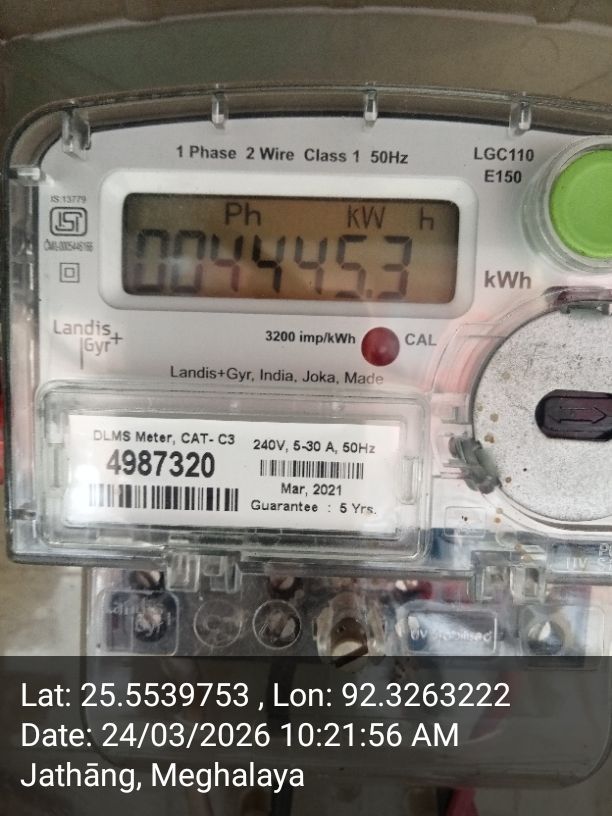 1 Phase 2 Wire Class 1 50Hz
LGC110
E150
IS:13779
ISI
Ph kW h
004445.3
kWh
Landis+
Gyr
3200 imp/kWh
CAL
Landis+Gyr, India, Joka, Made
DLMS Meter, CAT- C3
4987320
240V, 5-30 A, 50Hz
Mar, 2021
Guarantee : 5 Yrs.
UV Stabilised
Lat: 25.5539753 , Lon: 92.3263222
Date: 24/03/2026 10:21:56 AM
Jathāng, Meghalaya